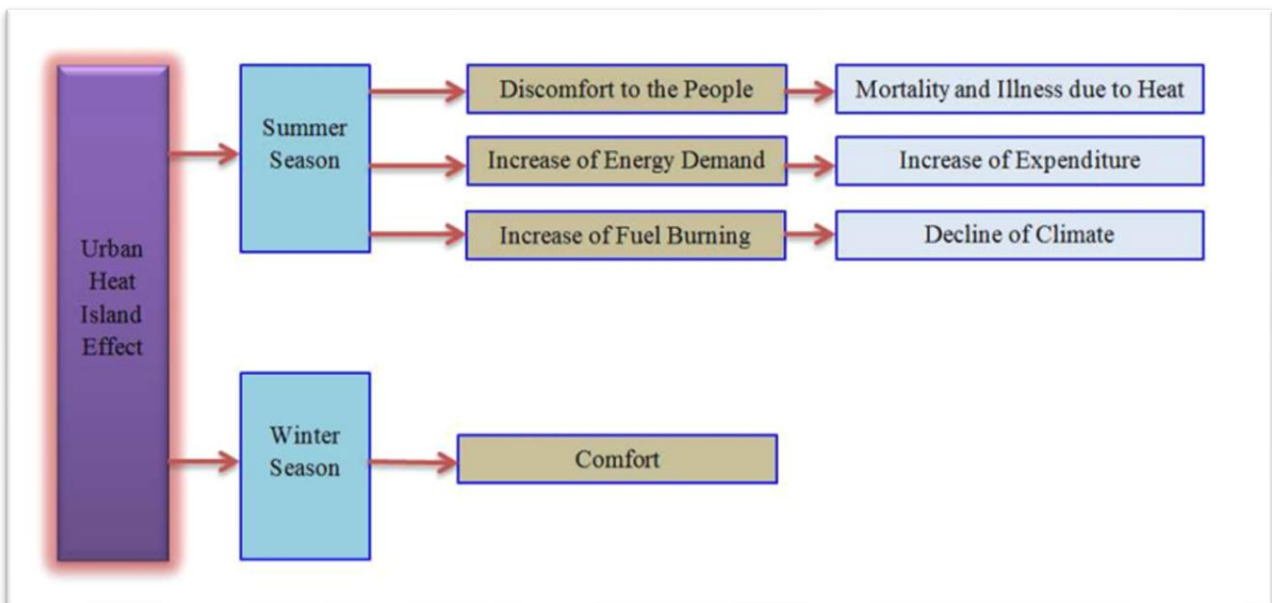 Urban
Heat
Island
Effect
Summer
Season
Discomfort to the People
Mortality and Illness due to Heat
Increase of Energy Demand
Increase of Expenditure
Increase of Fuel Burning
Decline of Climate
Winter
Season
Comfort